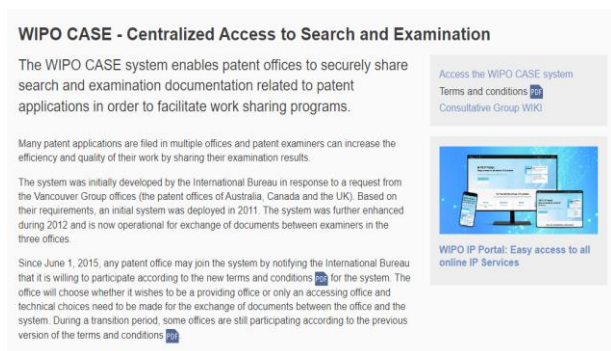 WIPO CASE - Centralized Access to Search and Examination
The WIPO CASE system enables patent offices to securely share
search and examination documentation related to patent
applications in order to facilitate work sharing programs.
Many patent applications are filed in multiple offices and patent examiners can increase the
efficiency and quality of their work by sharing their examination results.
The system was initially developed by the International Bureau in response to a request from
the Vancouver Group offices (the patent offices of Australia, Canada and the UK). Based on
their requirements, an initial system was deployed in 2011. The system was further enhanced
during 2012 and is now operational for exchange of documents between examiners in the
three offices.
Since June 1, 2015, any patent office may join the system by notifying the International Bureau
that it is willing to participate according to the new terms and conditions PDF for the system. The
office will choose whether it wishes to be a providing office or only an accessing office and
technical choices need to be made for the exchange of documents between the office and the
system. During a transition period, some offices are still participating according to the previous
version of the terms and conditions PDF
Access the WIPO CASE system
Terms and conditions PDF
Consultative Group WIKI
WIPO IP Portal: Easy access to all
online IP Services